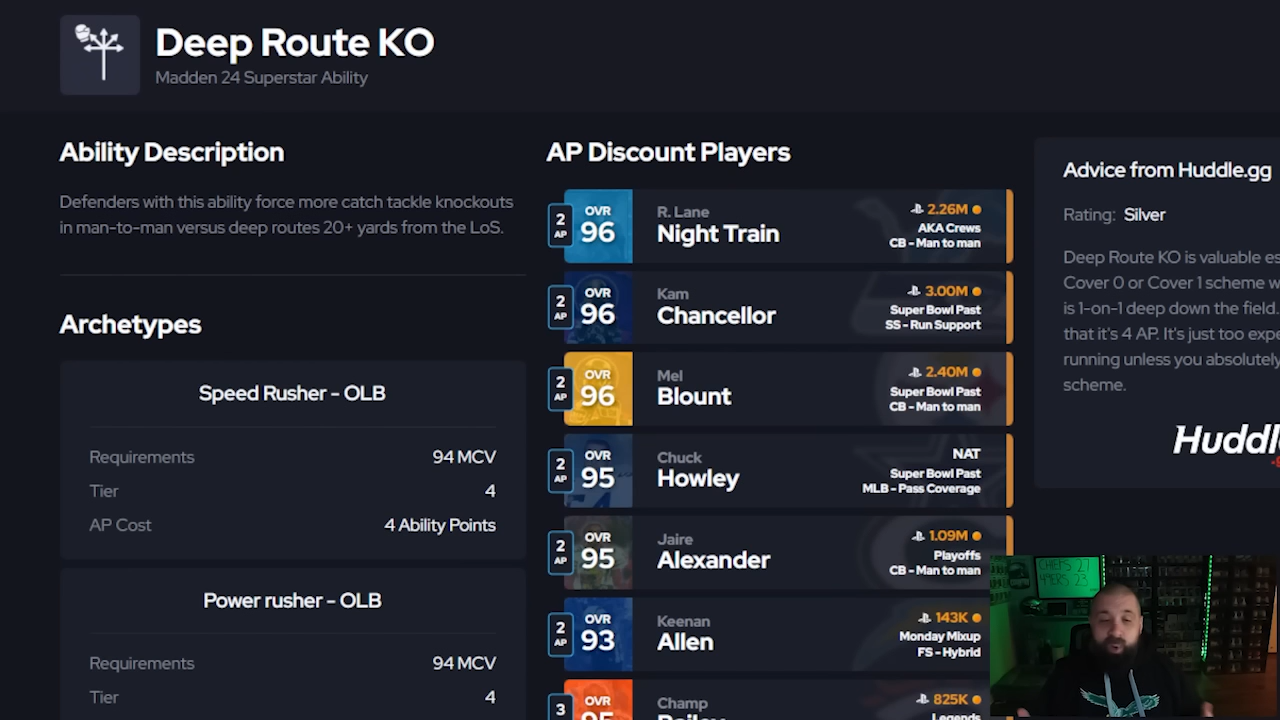 Deep Route KO
Madden 24 Superstar Ability
Ability Description
Defenders with this ability force more catch tackle knockouts
in man-to-man versus deep routes 20+ yards from the LoS.
Archetypes
Speed Rusher - OLB
Requirements 94 MCV
Tier 4
AP Cost 4 Ability Points
Power rusher - OLB
Requirements 94 MCV
Tier 4
AP Discount Players
2 AP OVR 96 R. Lane Night Train 2.26M AKA Crews CB - Man to man
2 AP OVR 96 Kam Chancellor 3.00M Super Bowl Past SS - Run Support
2 AP OVR 96 Mel Blount 2.40M Super Bowl Past CB - Man to man
2 AP OVR 95 Chuck Howley NAT Super Bowl Past MLB - Pass Coverage
2 AP OVR 95 Jaire Alexander 1.09M Playoffs CB - Man to man
2 AP OVR 93 Keenan Allen 143K Monday Mixup FS - Hybrid
3 OVR 95 Champ Bailey 825K Legends
Advice from Huddle.gg
Rating: Silver
Deep Route KO is valuable es
Cover 0 or Cover 1 scheme w
is 1-on-1 deep down the field.
that it's 4 AP. It's just too expe
running unless you absolutely
scheme.
Huddl
CHIEFS 27
49ERS 23